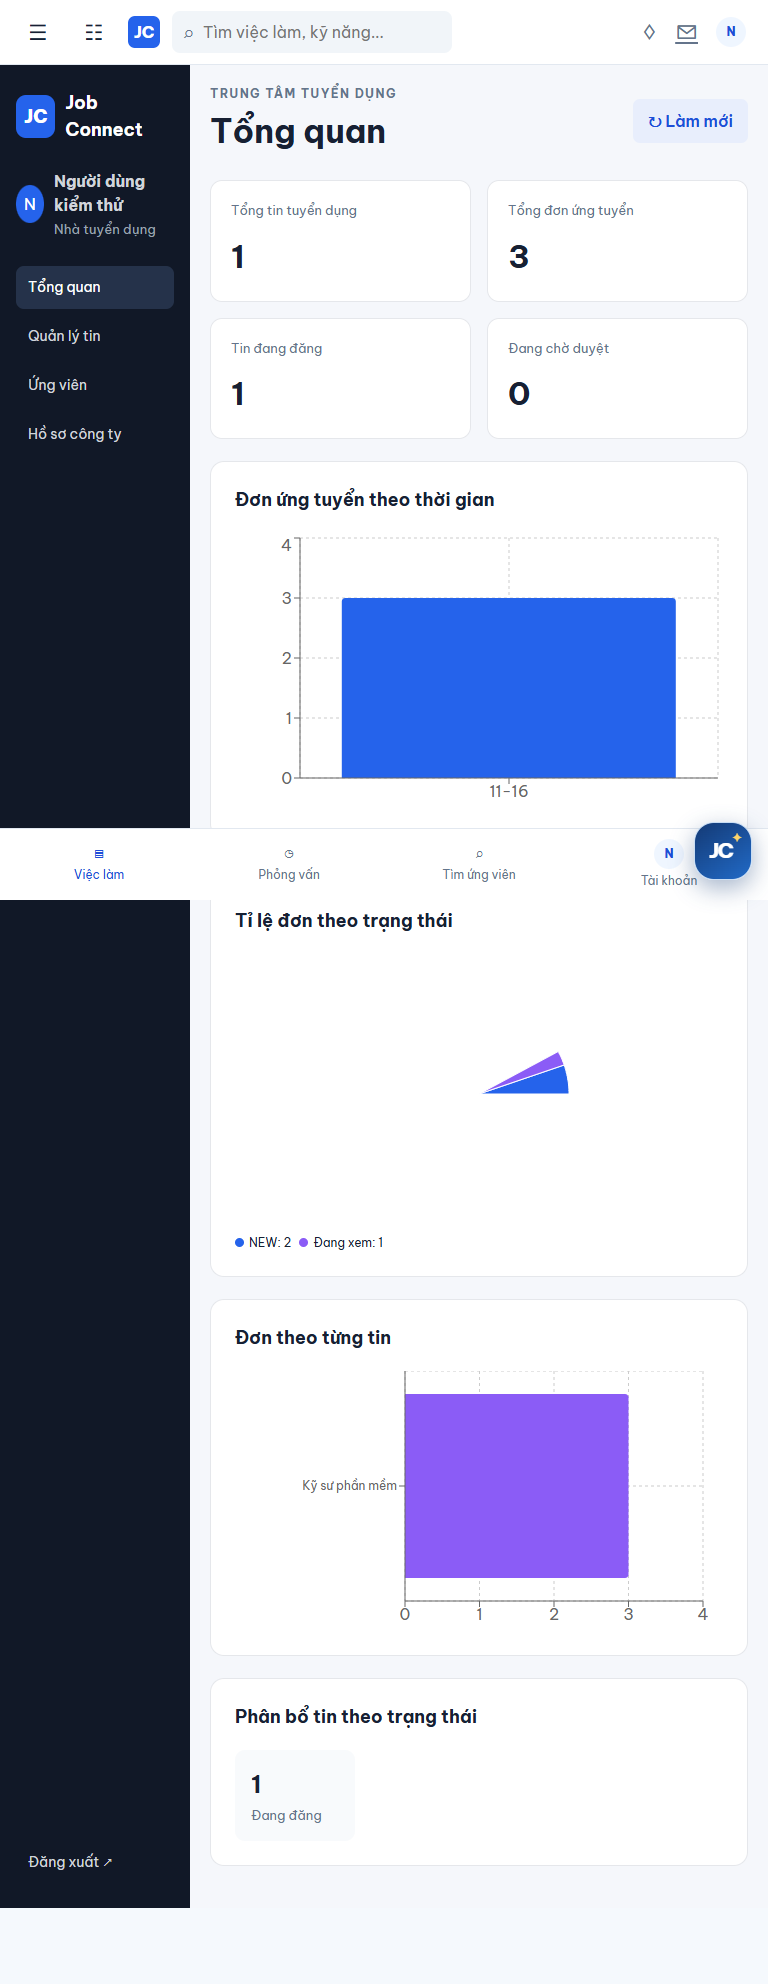 JC
Tìm việc làm, kỹ năng...
N
JC
Job
Connect
N
Người dùng
kiểm thử
Nhà tuyển dụng
Tổng quan
Quản lý tin
Ứng viên
Hồ sơ công ty
TRUNG TÂM TUYỂN DỤNG
Tổng quan
↻ Làm mới
Tổng tin tuyển dụng
1
Tổng đơn ứng tuyển
3
Tin đang đăng
1
Đang chờ duyệt
0
Đơn ứng tuyển theo thời gian
4
3
2
1
0
11-16
Việc làm
Phỏng vấn
Tìm ứng viên
N
Tài khoản
JC
Tỉ lệ đơn theo trạng thái
NEW: 2
Đang xem: 1
Đơn theo từng tin
Kỹ sư phần mềm
0 1 2 3 4
Phân bổ tin theo trạng thái
1
Đang đăng
Đăng xuất ↗